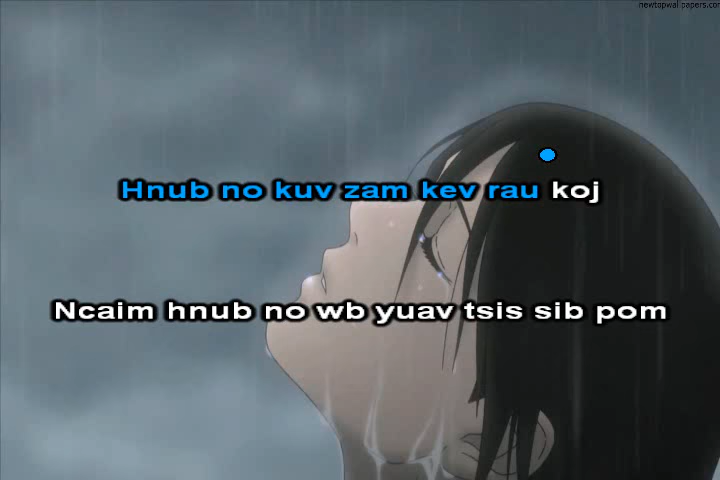 newtopwallpapers.com
Hnub no kuv zam kev rau koj
Ncaim hnub no wb yuav tsis sib pom